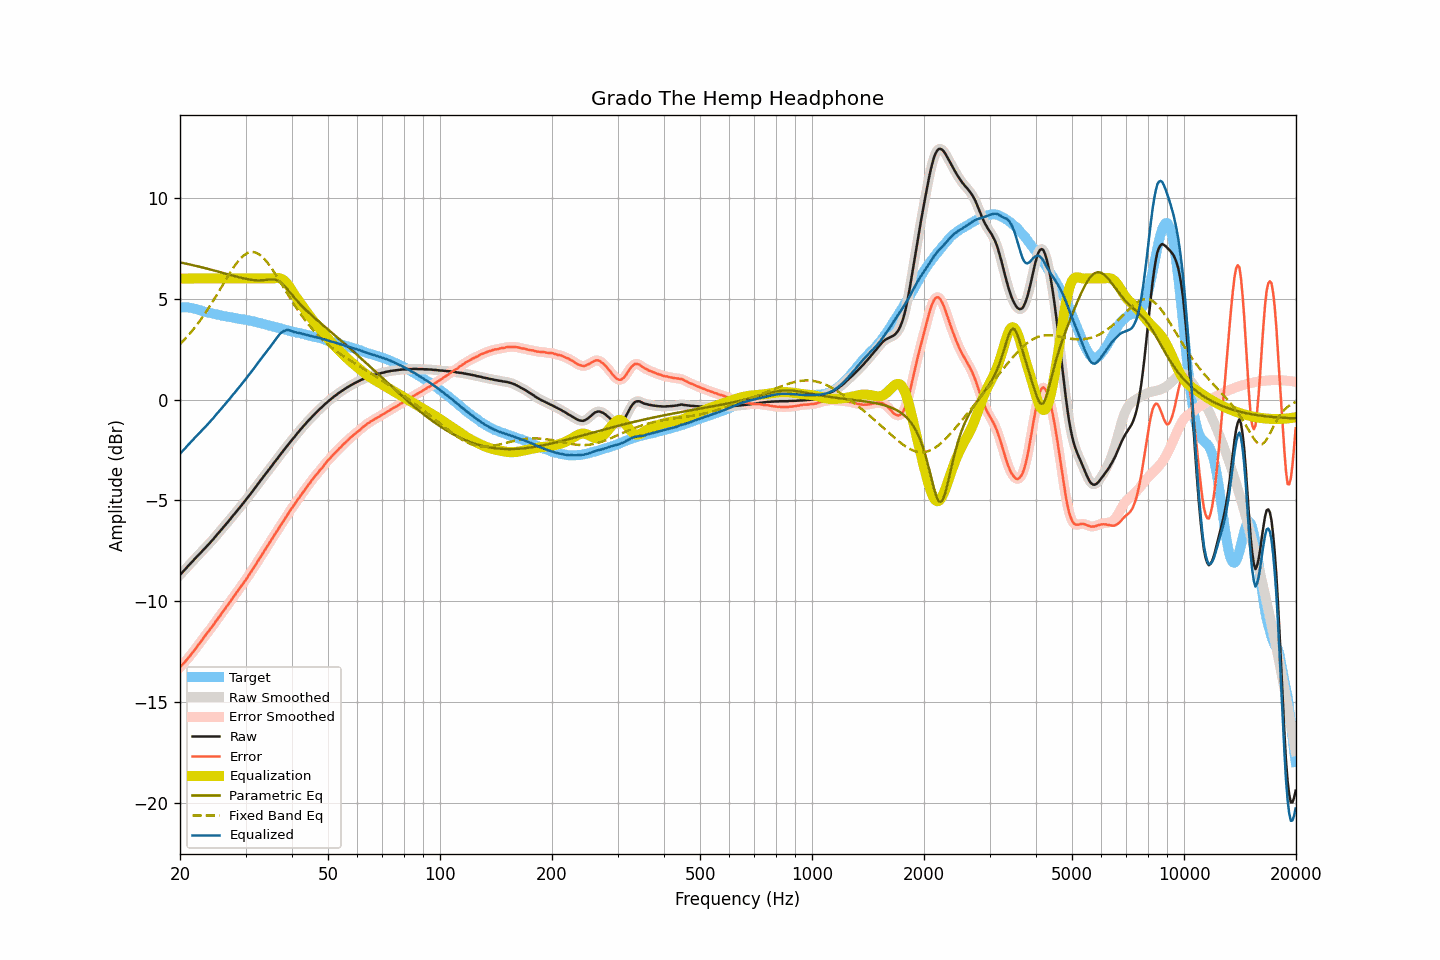 Grado The Hemp Headphone
Amplitude (dBr)
10
5
0
−5
−10
−15
−20
Target
Raw Smoothed
Error Smoothed
Raw
Error
Equalization
Parametric Eq
Fixed Band Eq
Equalized
20 50 100 200 500 1000 2000 5000 10000 20000
Frequency (Hz)